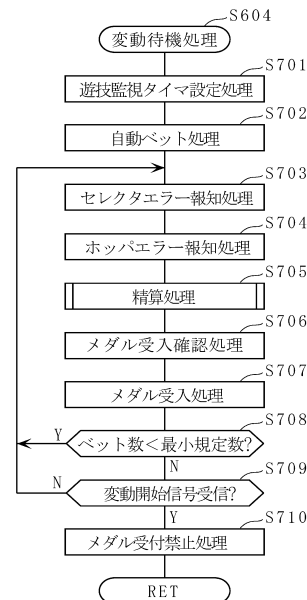 S604
変動待機処理
S701
遊技監視タイマ設定処理
S702
自動ベット処理
S703
セレクタエラー報知処理
S704
ホッパエラー報知処理
S705
精算処理
S706
メダル受入確認処理
S707
メダル受入処理
S708
Y
ベット数<最小規定数?
N
S709
N
変動開始信号受信?
Y
S710
メダル受付禁止処理
RET